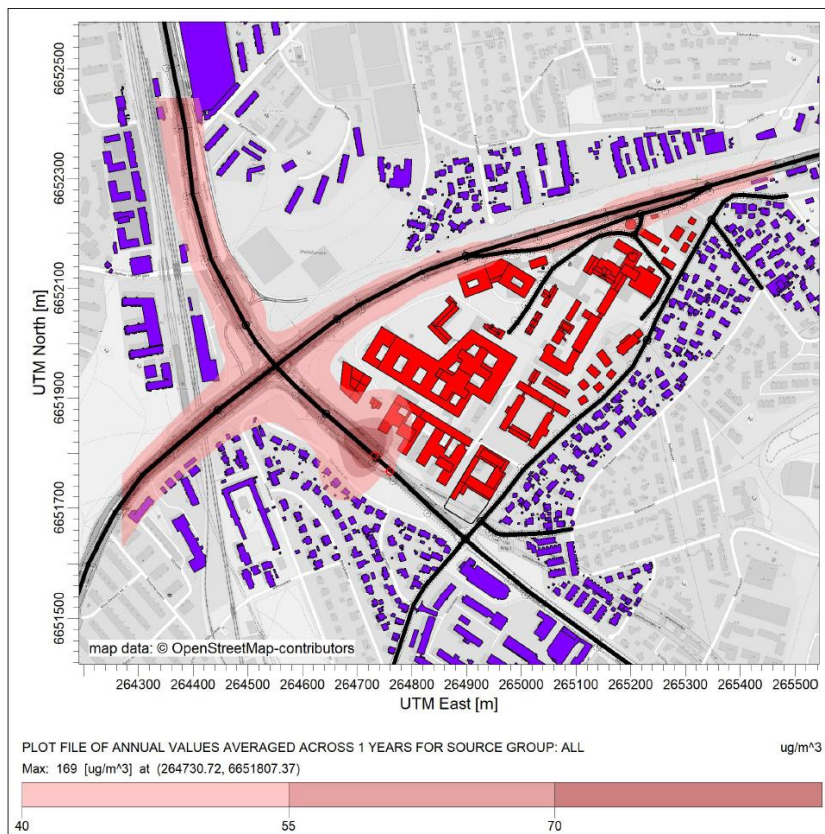 UTM North [m]
6652500
6652300
6652100
6651900
6651700
6651500
map data: © OpenStreetMap-contributors
264300 264400 264500 264600 264700 264800 264900 265000 265100 265200 265300 265400 265500
UTM East [m]
PLOT FILE OF ANNUAL VALUES AVERAGED ACROSS 1 YEARS FOR SOURCE GROUP: ALL ug/m^3
Max: 169 [ug/m^3] at (264730.72, 6651807.37)
40 55 70